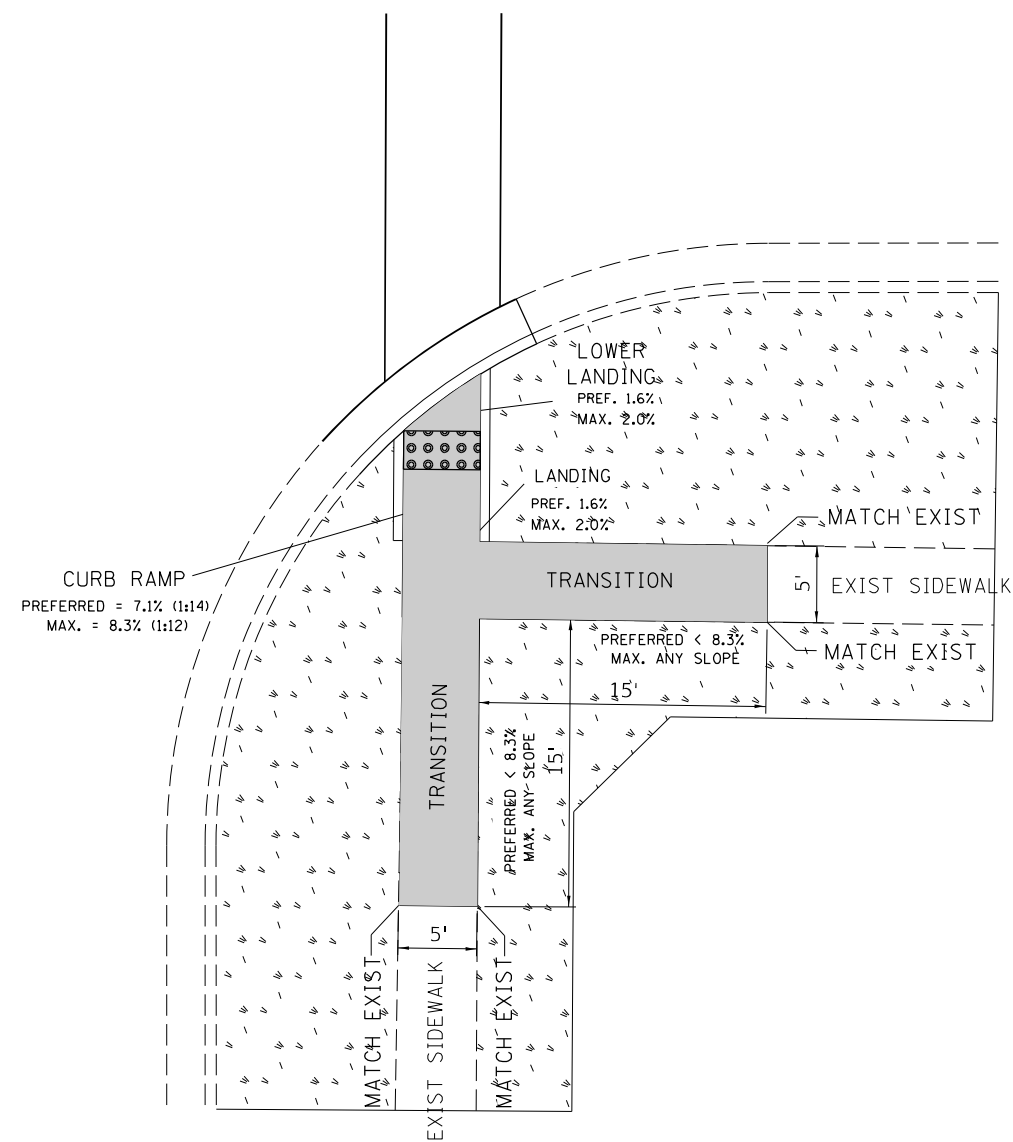 LOWER
LANDING
PREF. 1.6%
MAX. 2.0%
LANDING
PREF. 1.6%
MAX. 2.0%
MATCH EXIST
CURB RAMP
PREFERRED = 7.1% (1:14)
MAX. = 8.3% (1:12)
TRANSITION
5'
EXIST SIDEWALK
PREFERRED < 8.3%
MAX. ANY SLOPE
MATCH EXIST
15'
TRANSITION
PREFERRED < 8.3%
MAX. ANY SLOPE
15'
5'
MATCH EXIST
EXIST SIDEWALK
MATCH EXIST